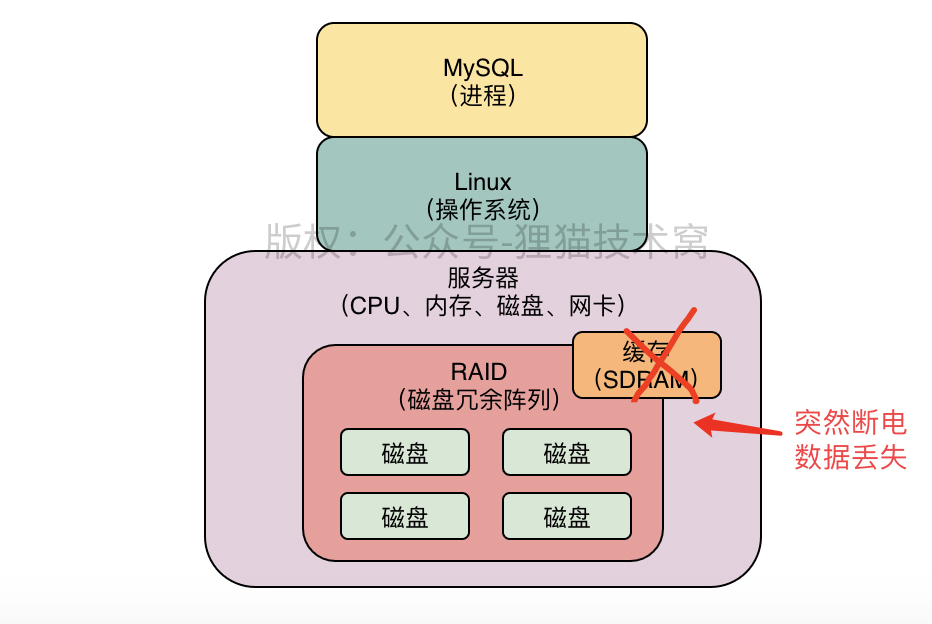 MySQL
（进程）
Linux
（操作系统）
版权：公众号-狸猫技术窝
服务器
（CPU、内存、磁盘、网卡）
缓存
（SDRAM）
RAID
（磁盘冗余阵列）
突然断电
数据丢失
磁盘
磁盘
磁盘
磁盘